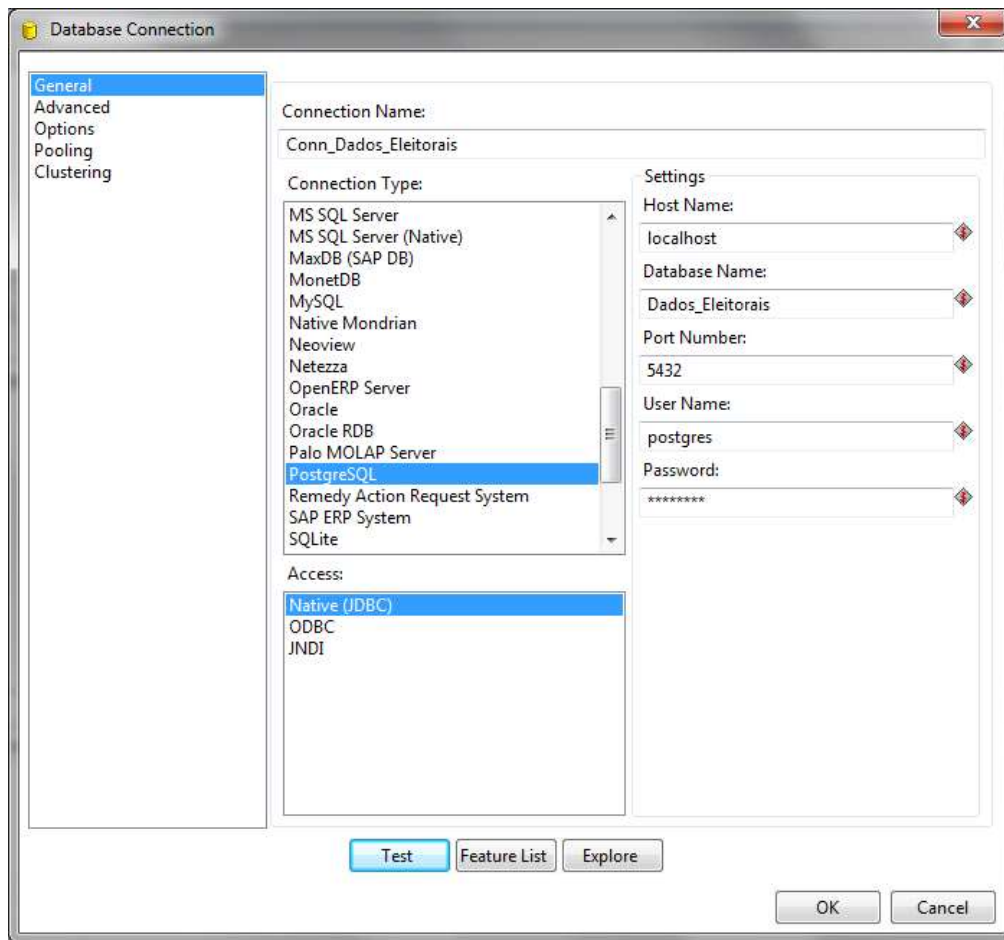 Database Connection
General
Advanced
Options
Pooling
Clustering
Connection Name:
Conn_Dados_Eleitorais
Connection Type:
MS SQL Server
MS SQL Server (Native)
MaxDB (SAP DB)
MonetDB
MySQL
Native Mondrian
Neoview
Netezza
OpenERP Server
Oracle
Oracle RDB
Palo MOLAP Server
PostgreSQL
Remedy Action Request System
SAP ERP System
SQLite
Access:
Native (JDBC)
ODBC
JNDI
Settings
Host Name:
localhost
Database Name:
Dados_Eleitorais
Port Number:
5432
User Name:
postgres
Password:
********
Test
Feature List
Explore
OK
Cancel